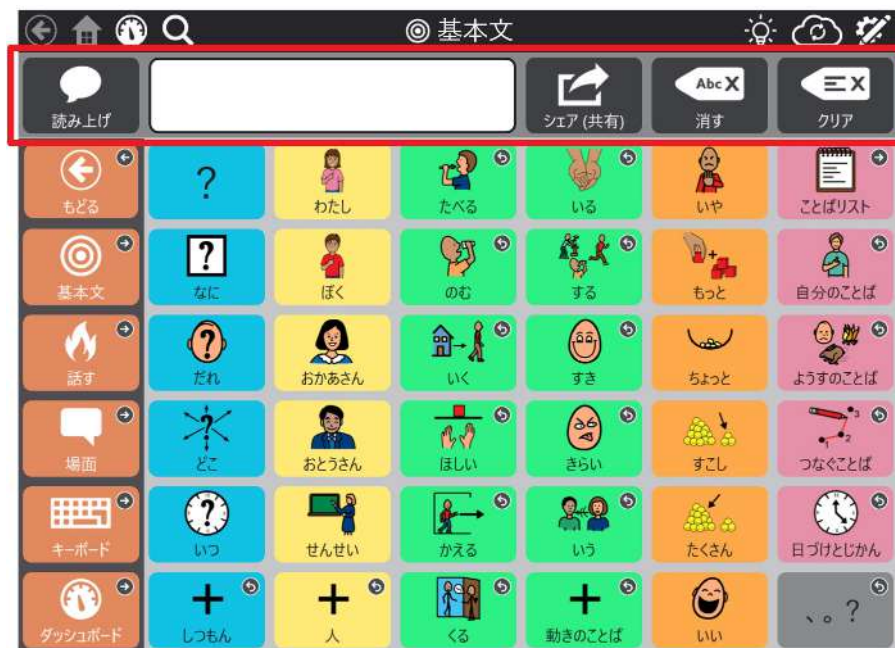 基本文
読み上げ
シェア (共有)
Abc X
消す
X
クリア
もどる
?
わたし
たべる
いる
いや
ことばリスト
基本文
?
なに
ぼく
のむ
する
もっと
自分のことば
話す
?
だれ
おかあさん
いく
すき
ちょっと
ようすのことば
場面
?
どこ
おとうさん
ほしい
きらい
すこし
1 2 3
つなぐことば
キーボード
?
いつ
せんせい
かえる
いう
たくさん
日づけとじかん
ダッシュボード
しつもん
人
くる
動きのことば
いい
、。?